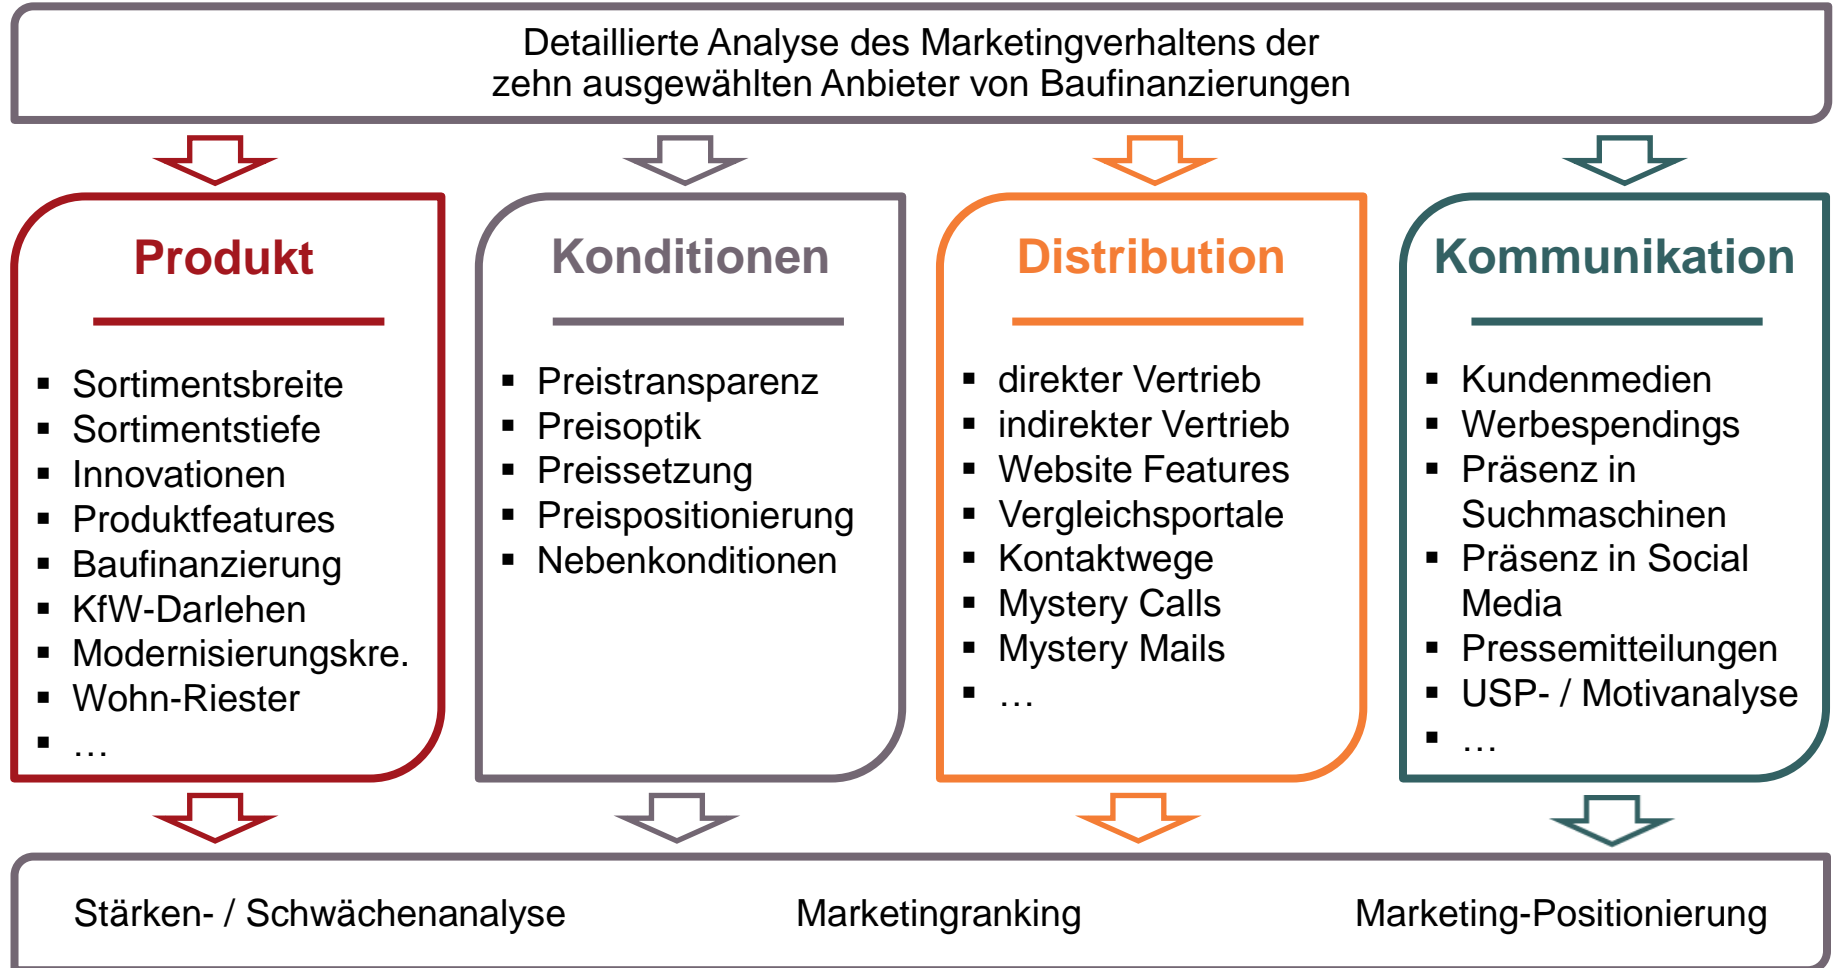 Detaillierte Analyse des Marketingverhaltens der
zehn ausgewählten Anbieter von Baufinanzierungen
Produkt
▪ Sortimentsbreite
▪ Sortimentstiefe
▪ Innovationen
▪ Produktfeatures
▪ Baufinanzierung
▪ KfW-Darlehen
▪ Modernisierungskre.
▪ Wohn-Riester
▪ …
Konditionen
▪ Preistransparenz
▪ Preisoptik
▪ Preissetzung
▪ Preispositionierung
▪ Nebenkonditionen
Distribution
▪ direkter Vertrieb
▪ indirekter Vertrieb
▪ Website Features
▪ Vergleichsportale
▪ Kontaktwege
▪ Mystery Calls
▪ Mystery Mails
▪ …
Kommunikation
▪ Kundenmedien
▪ Werbespendings
▪ Präsenz in
Suchmaschinen
▪ Präsenz in Social
Media
▪ Pressemitteilungen
▪ USP- / Motivanalyse
▪ …
Stärken- / Schwächenanalyse
Marketingranking
Marketing-Positionierung